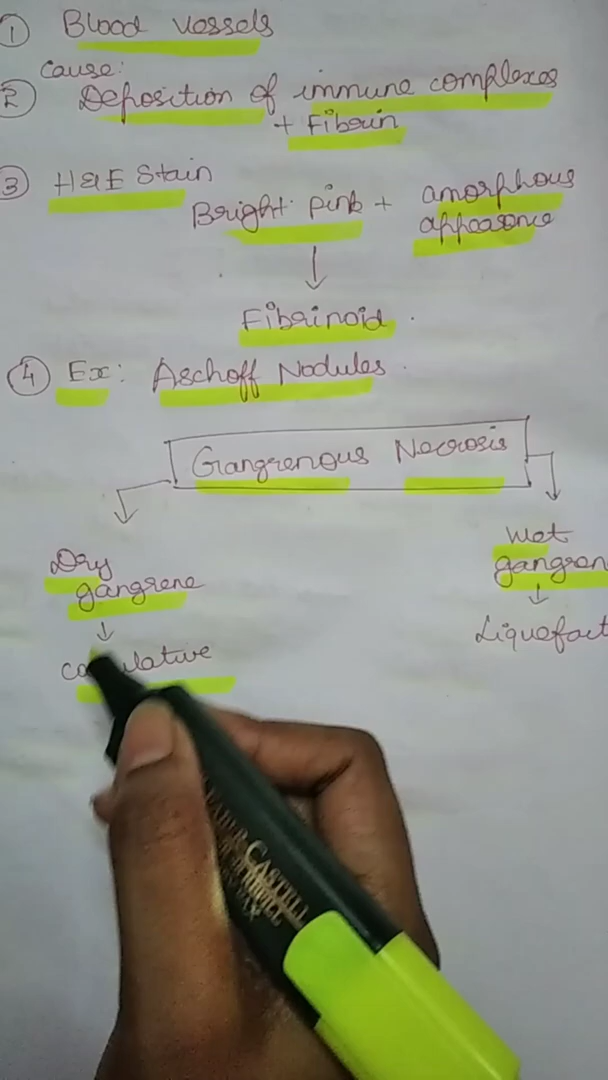 ① Blood vessels
Cause:
② Deposition of immune complexes
+ Fibrin
③ H&E Stain
Bright pink + amorphous
appearance
↓
Fibrinoid.
④ Ex: Aschoff Nodules.
Gangrenous Necrosis
Dry
gangrene
↓
Wet
gangren
↓
Liquefact